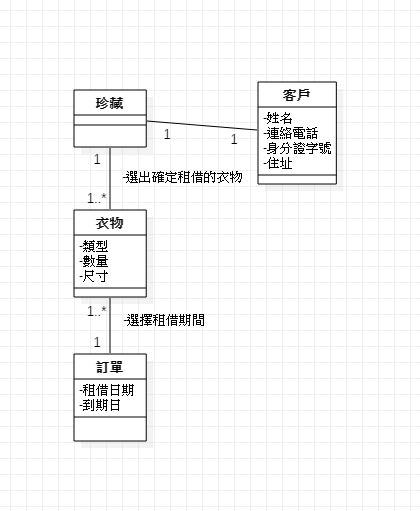 珍藏
客戶
-姓名
-連絡電話
-身分證字號
-住址
1
1
1
-選出確定租借的衣物
1..*
衣物
-類型
-數量
-尺寸
1..*
-選擇租借期間
1
訂單
-租借日期
-到期日